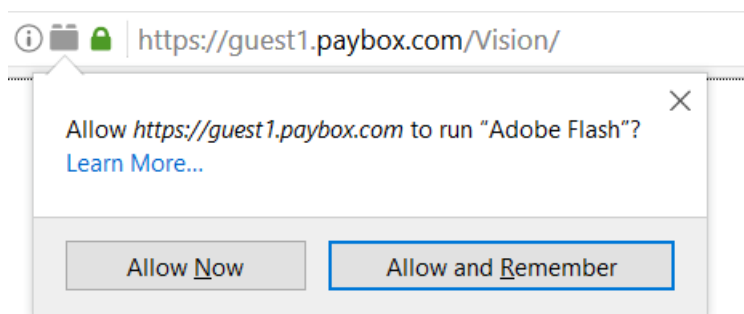 https://guest1.paybox.com/Vision/
Allow https://guest1.paybox.com to run “Adobe Flash”?
Learn More...
Allow Now
Allow and Remember